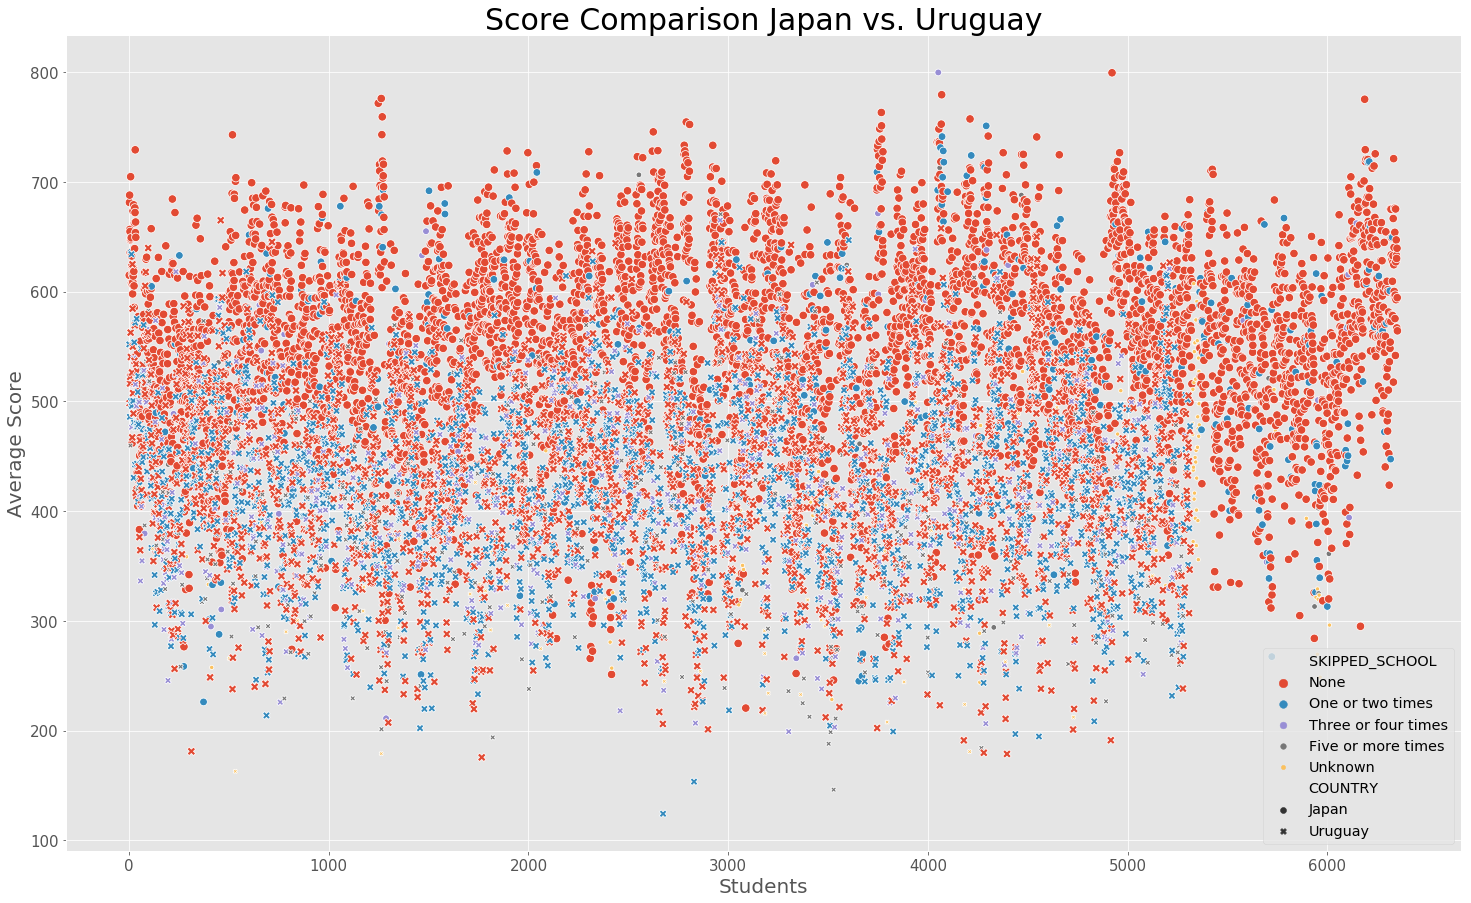 Score Comparison Japan vs. Uruguay
800
700
600
500
400
300
200
100
Average Score
0
1000
2000
3000
4000
5000
6000
Students
SKIPPED_SCHOOL
None
One or two times
Three or four times
Five or more times
Unknown
COUNTRY
Japan
Uruguay